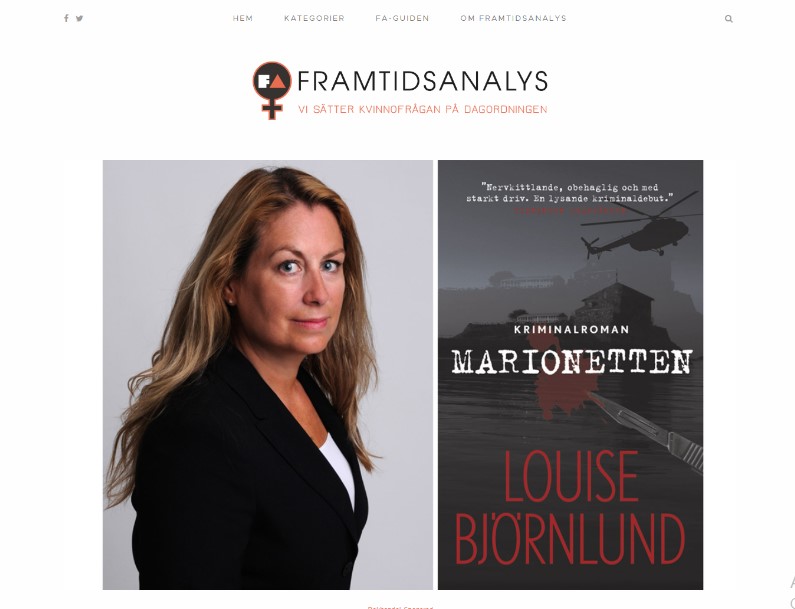 HEM KATEGORIER FA-GUIDEN OM FRAMTIDSANALYS
FA FRAMTIDSANALYS
VI SÄTTER KVINNOFRÅGAN PÅ DAGORDNINGEN
"Nervkittlande, obehaglig och med
starkt driv. En lysande kriminaldebut."
KRIMINALROMAN
MARIONETTEN
LOUISE
BJÖRNLUND